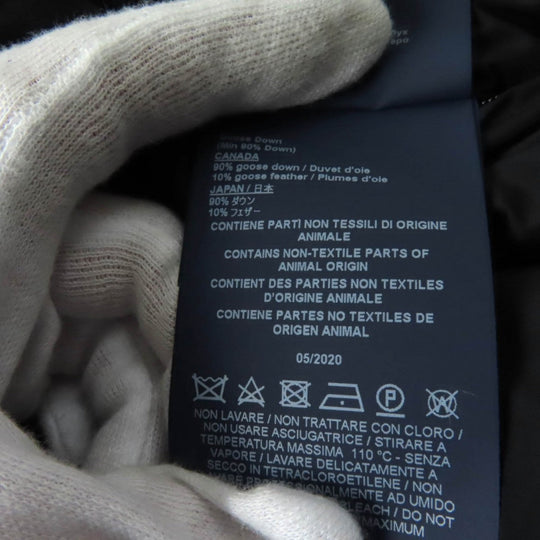 Down
(Min 90% Down)
CANADA
90% goose down / Duvet d'oie
10% goose feather / Plumes d'oie
JAPAN / 日本
90% ダウン
10% フェザー
CONTIENE PARTI NON TESSILI DI ORIGINE
ANIMALE
CONTAINS NON-TEXTILE PARTS OF
ANIMAL ORIGIN
CONTIENT DES PARTIES NON TEXTILES
D'ORIGINE ANIMALE
CONTIENE PARTES NO TEXTILES DE
ORIGEN ANIMAL
05/2020
P W
NON LAVARE / NON TRATTARE CON CLORO /
NON USARE ASCIUGATRICE / STIRARE A
TEMPERATURA MASSIMA 110 °C - SENZA
VAPORE / LAVARE DELICATAMENTE A
SECCO IN TETRACLOROETILENE / NON
PROFESSIONALMENTE AD UMIDO
BLEACH / DO NOT
MAXIMUM